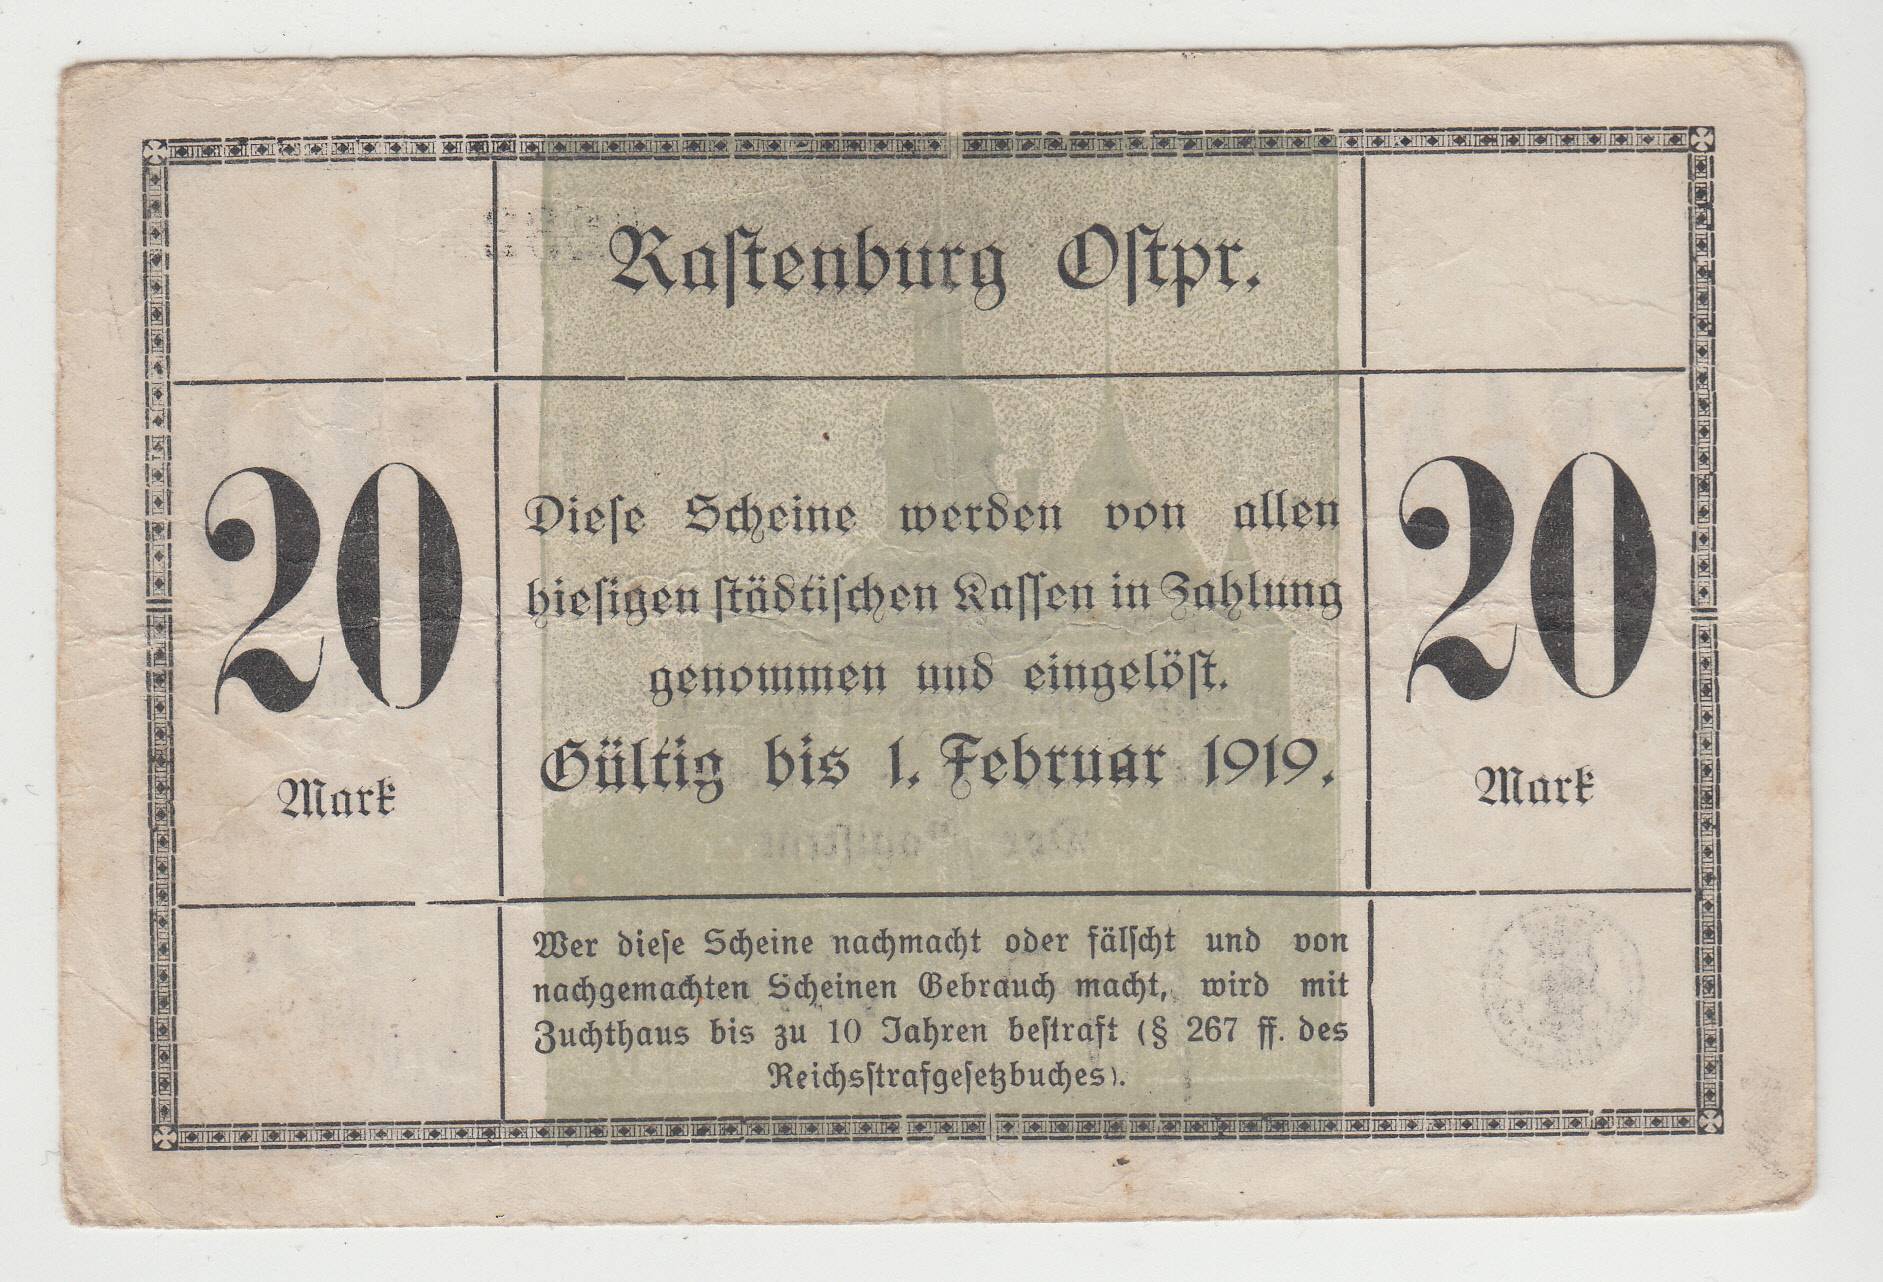 Rastenburg Ostpr.
20
Mark
Diese Scheine werden von allen
hiesigen städtischen Kassen in Zahlung
genommen und eingelöst.
Gültig bis 1. Februar 1919.
20
Mark
Wer diese Scheine nachmacht oder fälscht und von
nachgemachten Scheinen Gebrauch macht, wird mit
Zuchthaus bis zu 10 Jahren bestraft (§ 267 ff. des
Reichsstrafgesetzbuches).